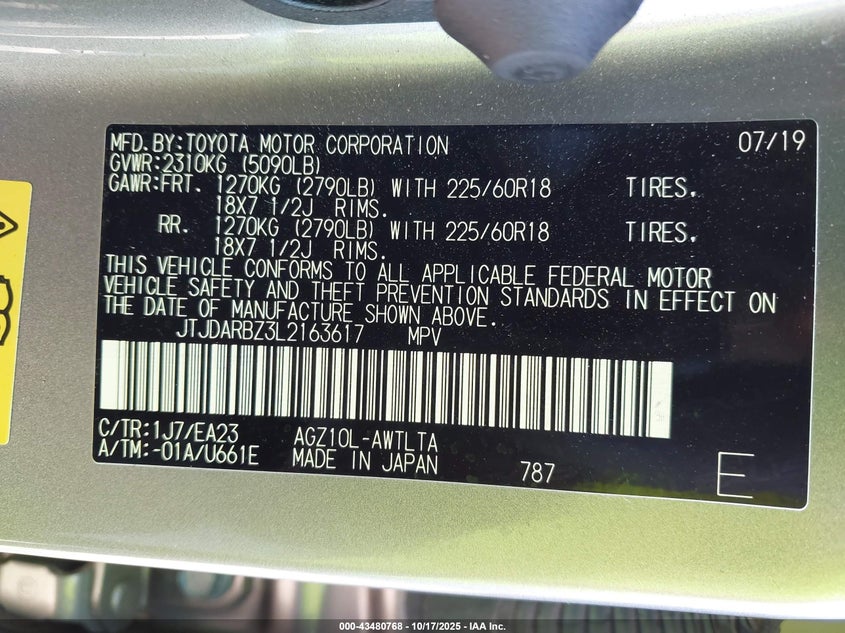 MFD.BY:TOYOTA MOTOR CORPORATION 07/19
GVWR:2310KG (5090LB)
GAWR:FRT. 1270KG (2790LB) WITH 225/60R18 TIRES.
18X7 1/2J RIMS.
RR. 1270KG (2790LB) WITH 225/60R18 TIRES.
18X7 1/2J RIMS.
THIS VEHICLE CONFORMS TO ALL APPLICABLE FEDERAL MOTOR
VEHICLE SAFETY AND THEFT PREVENTION STANDARDS IN EFFECT ON
THE DATE OF MANUFACTURE SHOWN ABOVE.
JTJDARBZ3L2163617 MPV
C/TR:1J7/EA23 AGZ10L-AWTLTA
A/TM:-01A/U661E MADE IN JAPAN 787 E
000-43480768 - 10/17/2025 - IAA Inc.